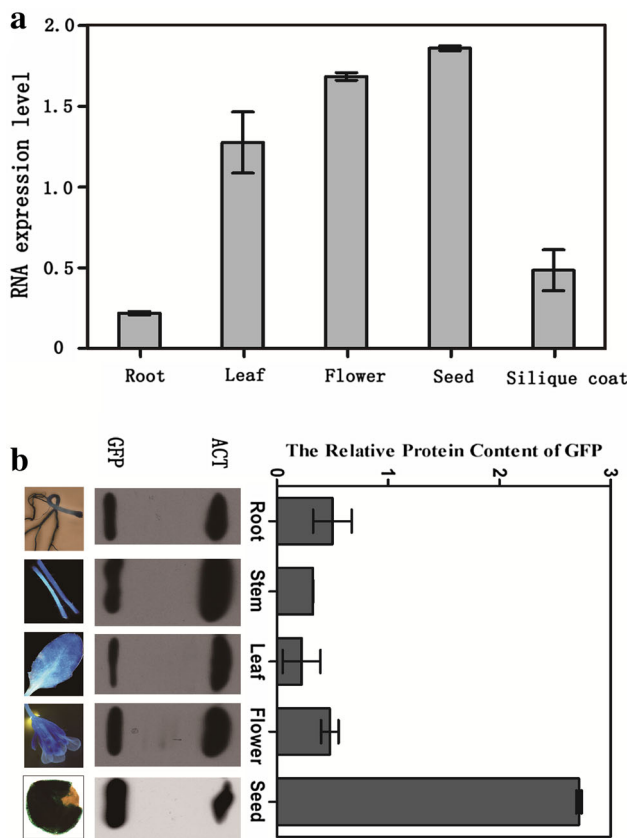 a
2.0
1.5
1.0
0.5
0
RNA expression level
Root Leaf Flower Seed Silique coat
b
GFP ACT
The Relative Protein Content of GFP
0 1 2 3
Root
Stem
Leaf
Flower
Seed